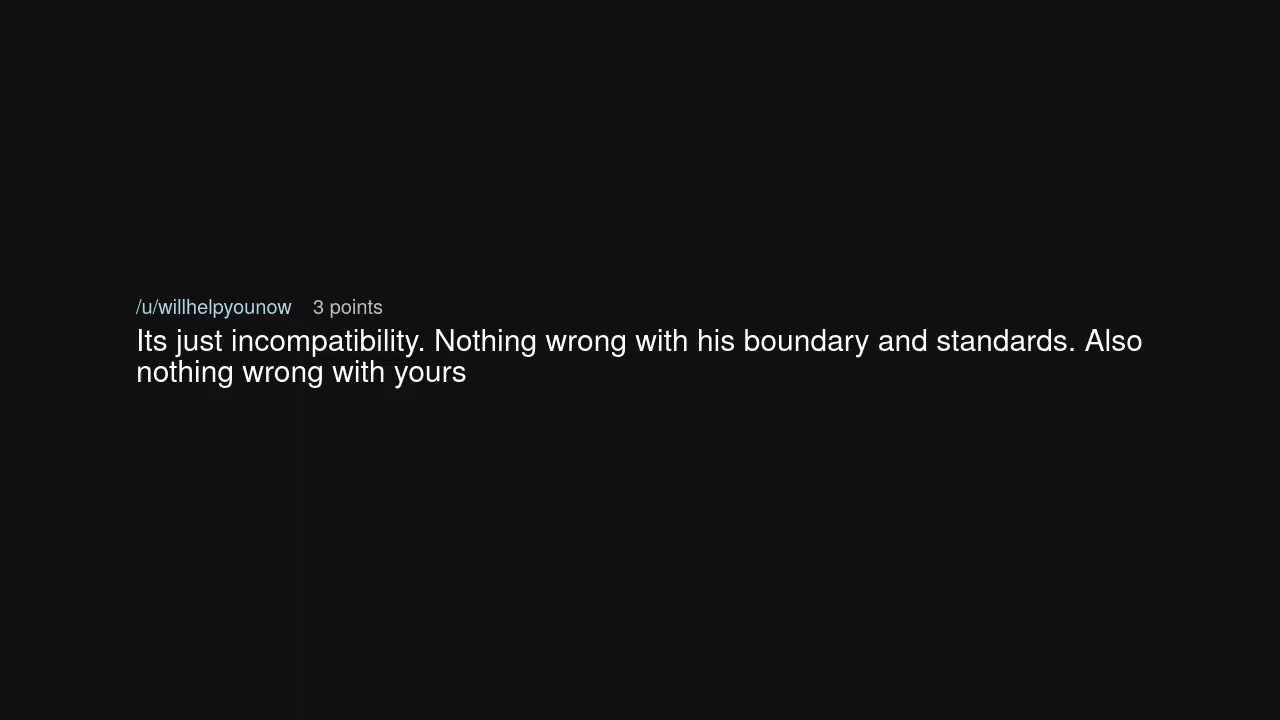 /u/willhelpyounow 3 points
Its just incompatibility. Nothing wrong with his boundary and standards. Also
nothing wrong with yours